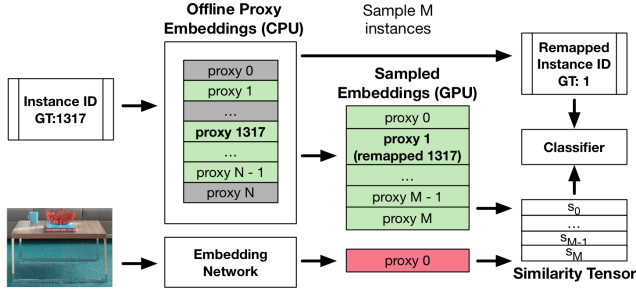 Offline Proxy
Embeddings (CPU)
Sample M
instances
Instance ID
GT:1317
proxy 0
proxy 1
...
proxy 1317
...
proxy N - 1
proxy N
Sampled
Embeddings (GPU)
proxy 0
proxy 1
(remapped 1317)
...
proxy M - 1
proxy M
Remapped
Instance ID
GT: 1
Classifier
s0
...
sM-1
sM
Similarity Tensor
Embedding
Network
proxy 0